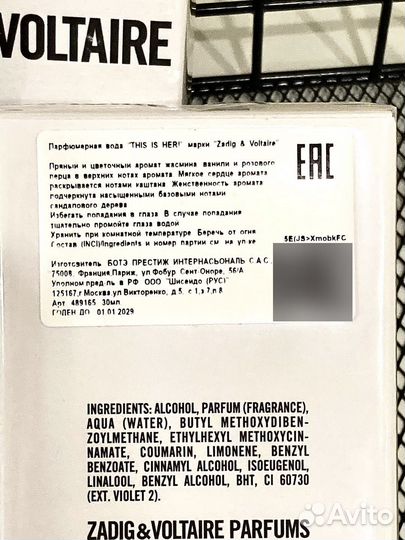 VOLTAIRE
Парфюмерная вода "THIS IS HER!" марки "Zadig & Voltaire"
Пряный и цветочный аромат жасмина ванили и розового
перца в верхних нотах аромата Мягкое сердце аромата
раскрывается нотами каштана Женственность аромата
подчеркнута насыщенными базовыми нотами
сандалового дерева
Избегать попадания в глаза В случае попадания
тщательно промойте глаза водой
Хранить при комнатной температуре Беречь от огня
Состав (INCI)/Ingredients и номер партии см на уп-ке
EAC
5E(JS>XmobkFC
Изготовитель БОТЭ ПРЕСТИЖ ИНТЕРНАСЬОНАЛЬ С.А.С.,
75008, Франция,Париж, ул Фобур Сент Оноре, 56/А
Уполном пред-ль в РФ ООО "Шисейдо (РУС)"
125167,г Москва,ул Викторенко, д.5, с 1,э 7,п 8
Арт. 489165 30мл
ГОДЕН ДО 01.01 2029
INGREDIENTS: ALCOHOL, PARFUM (FRAGRANCE),
AQUA (WATER), BUTYL METHOXYDIBEN-
ZOYLMETHANE, ETHYLHEXYL METHOXYCIN-
NAMATE, COUMARIN, LIMONENE, BENZYL
BENZOATE, CINNAMYL ALCOHOL, ISOEUGENOL,
LINALOOL, BENZYL ALCOHOL, BHT, CI 60730
(EXT. VIOLET 2).
ZADIG&VOLTAIRE PARFUMS
Avito